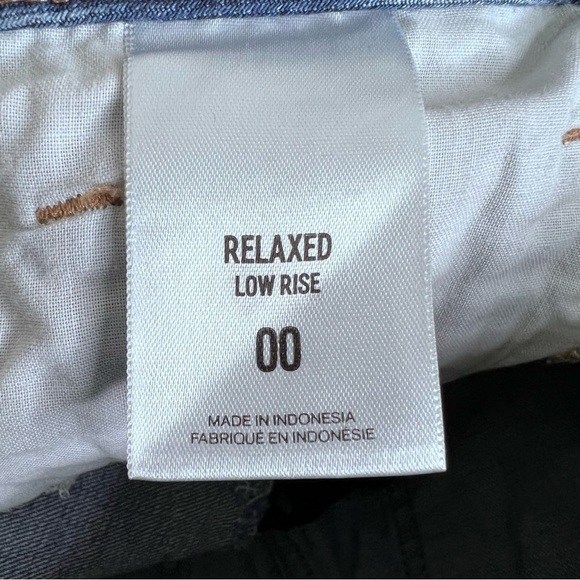 RELAXED
LOW RISE
00
MADE IN INDONESIA
FABRIQUÉ EN INDONÉSIE